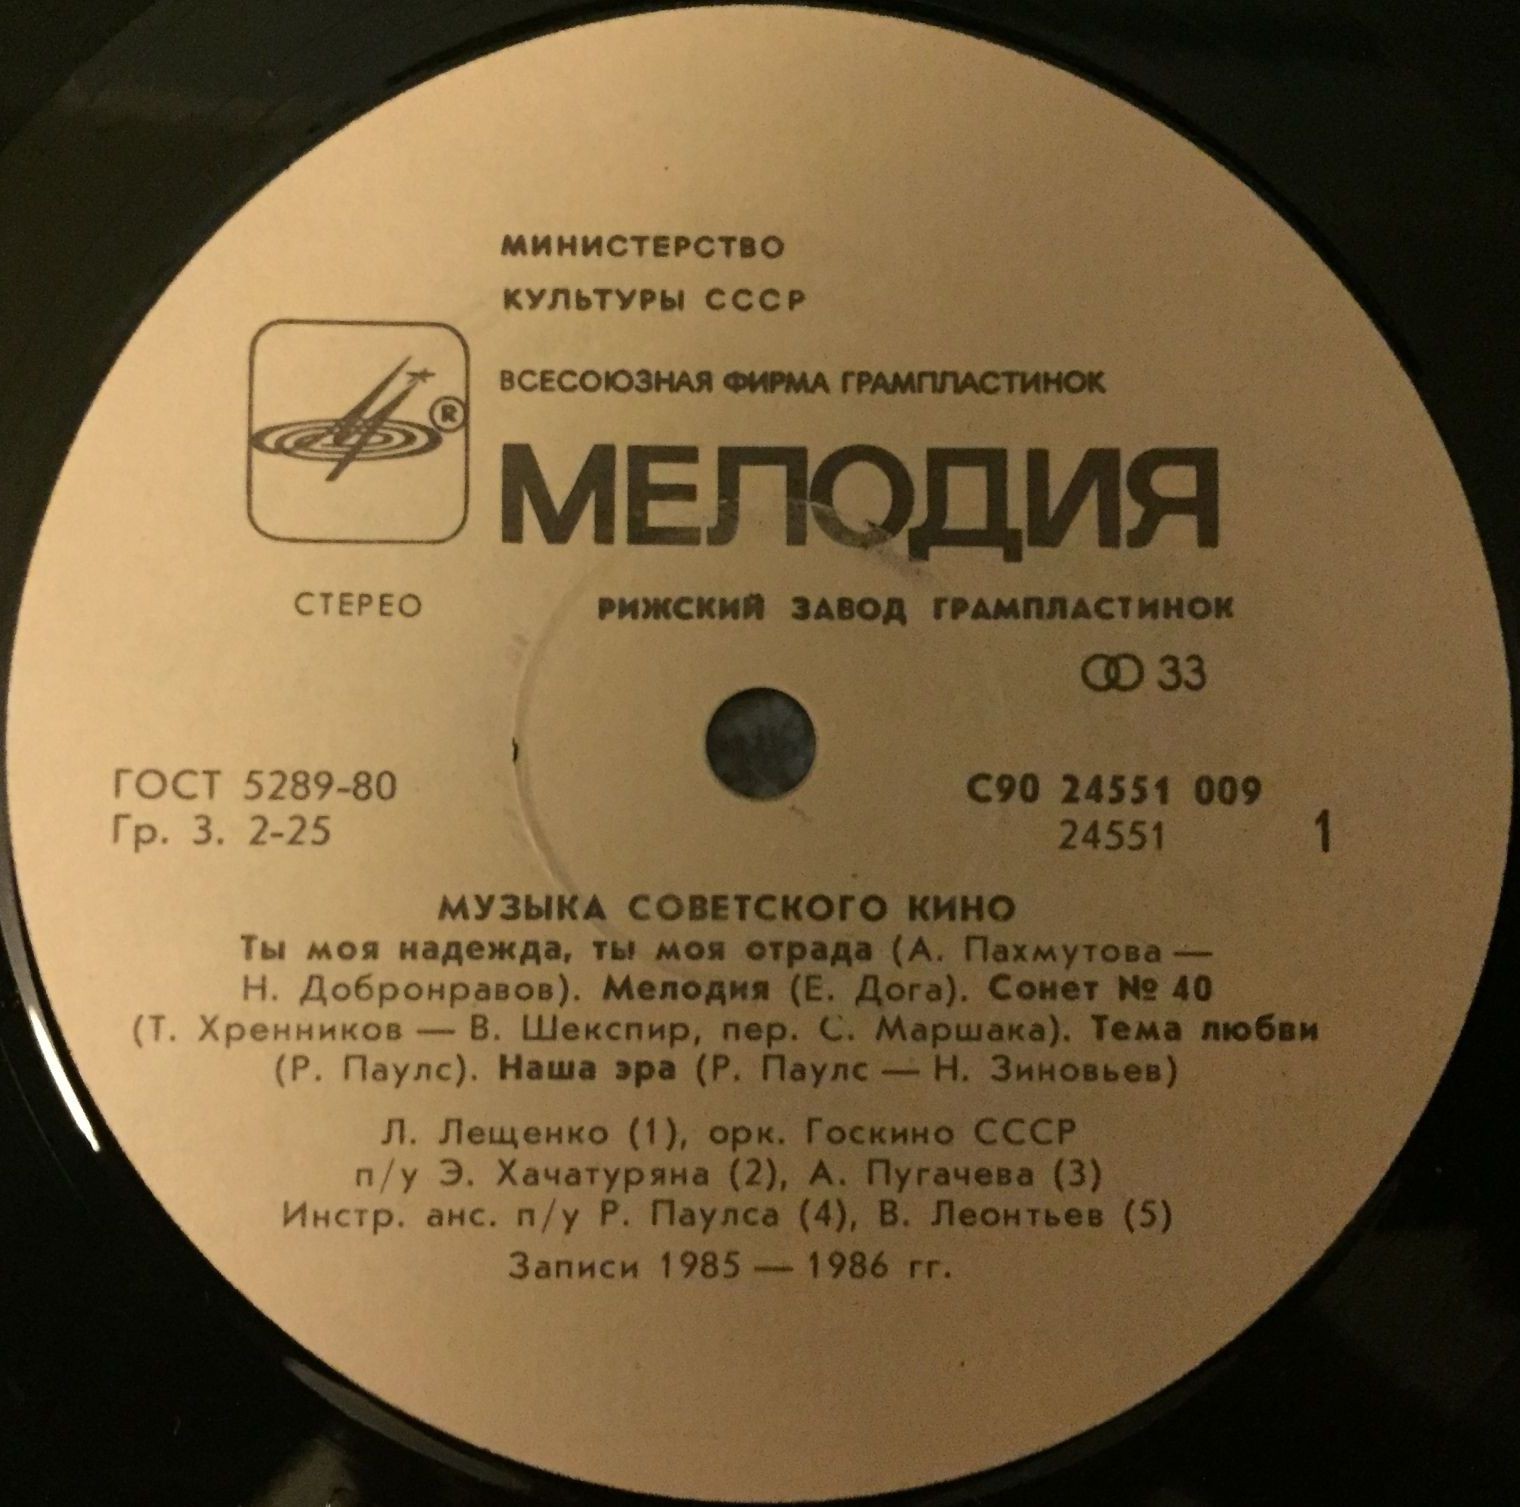 МИНИСТЕРСТВО
КУЛЬТУРЫ СССР
ВСЕСОЮЗНАЯ ФИРМА ГРАМПЛАСТИНОК
®
МЕЛОДИЯ
СТЕРЕО
РИЖСКИЙ ЗАВОД ГРАМПЛАСТИНОК
33
ГОСТ 5289-80
С90 24551 009
Гр. 3. 2-25
24551
1
МУЗЫКА СОВЕТСКОГО КИНО
Ты моя надежда, ты моя отрада (А. Пахмутова —
Н. Добронравов). Мелодия (Е. Дога). Сонет № 40
(Т. Хренников — В. Шекспир, пер. С. Маршака). Тема любви
(Р. Паулс). Наша эра (Р. Паулс — Н. Зиновьев)
Л. Лещенко (1), орк. Госкино СССР
п/у Э. Хачатуряна (2), А. Пугачева (3)
Инстр. анс. п/у Р. Паулса (4), В. Леонтьев (5)
Записи 1985 — 1986 гг.